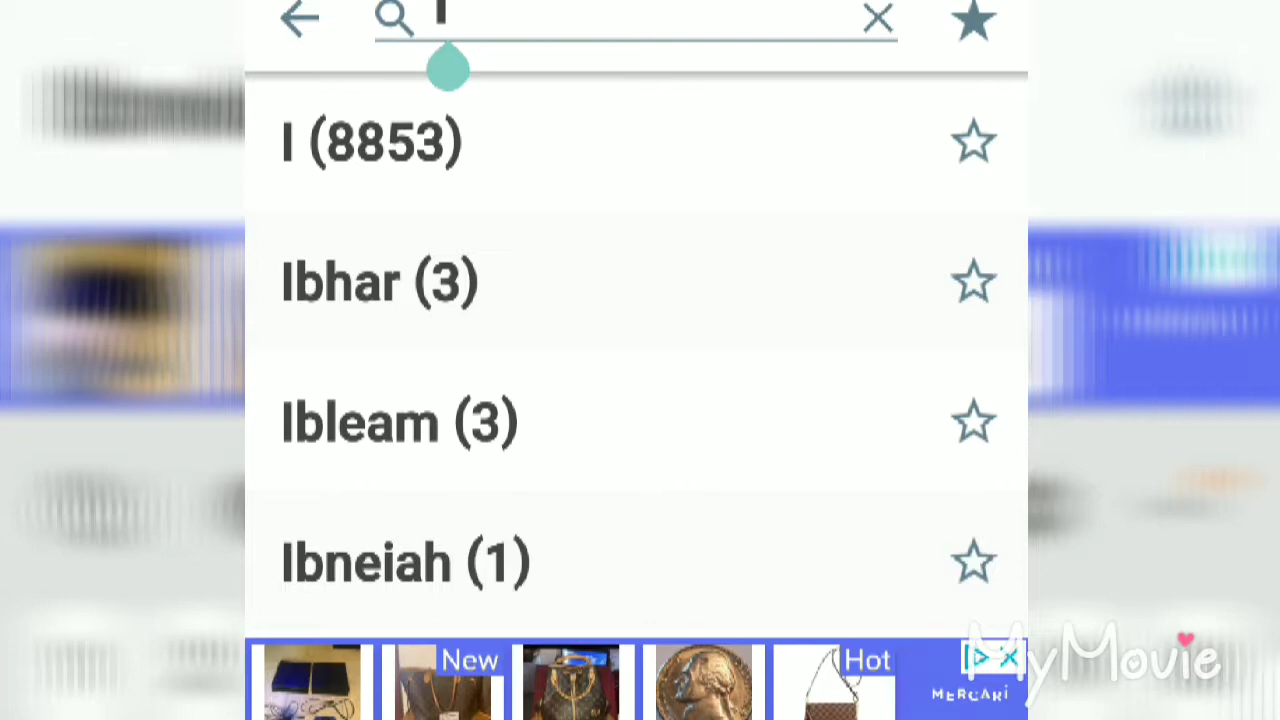 I
I (8853)
Ibhar (3)
Ibleam (3)
Ibneiah (1)
New
Hot
MERCARI
MyMovie